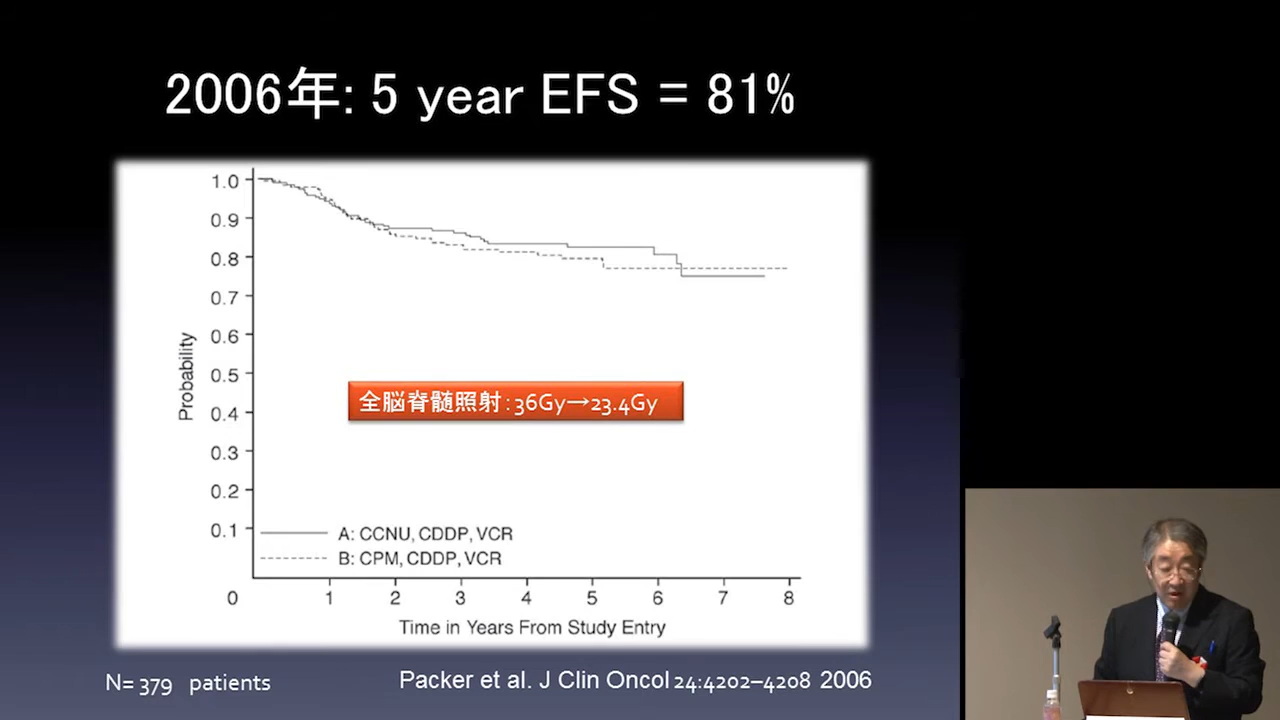 2006年: 5 year EFS = 81%
1.0
0.9
0.8
0.7
0.6
0.5
0.4
0.3
0.2
0.1
Probability
全脳脊髄照射:36Gy→23.4Gy
A: CCNU, CDDP, VCR
B: CPM, CDDP, VCR
0 1 2 3 4 5 6 7 8
Time in Years From Study Entry
N= 379 patients
Packer et al. J Clin Oncol 24:4202–4208 2006